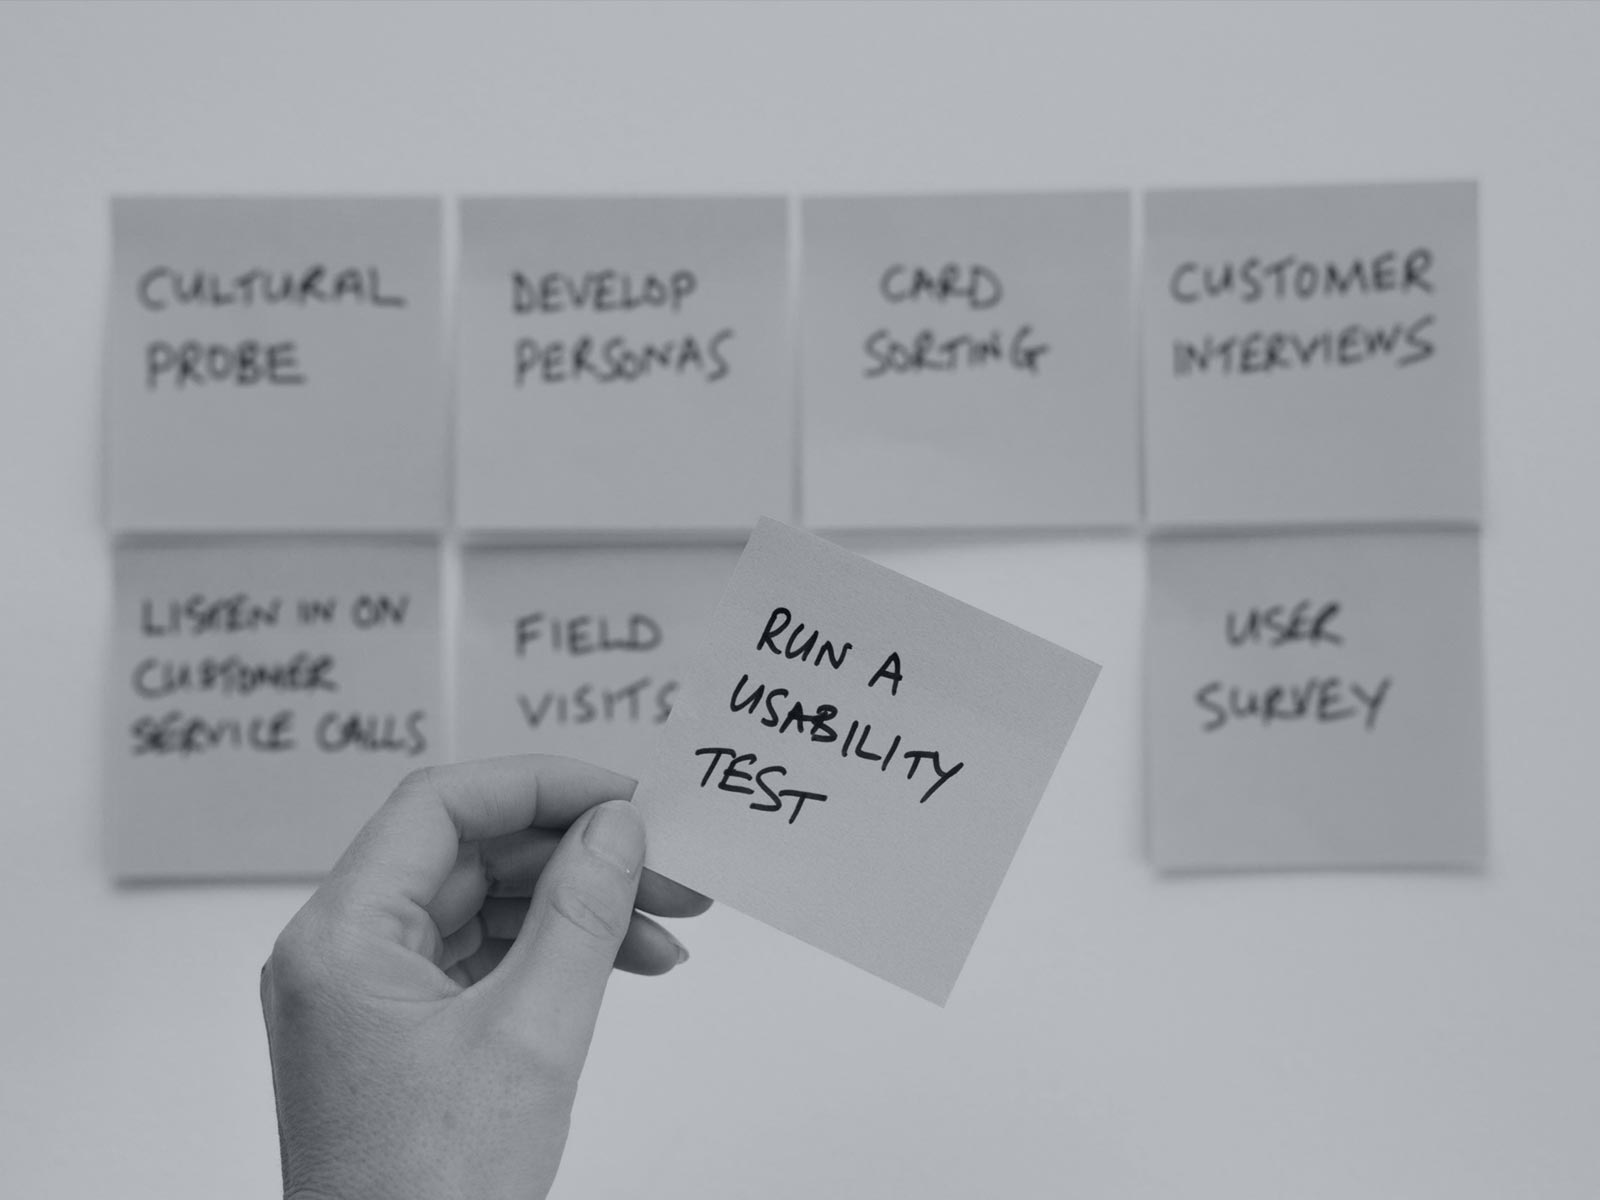 CULTURAL
PROBE
DEVELOP
PERSONAS
CARD
SORTING
CUSTOMER
INTERVIEWS
LISTEN IN ON
CUSTOMER
SERVICE CALLS
FIELD
VISITS
RUN A
USABILITY
TEST
USER
SURVEY